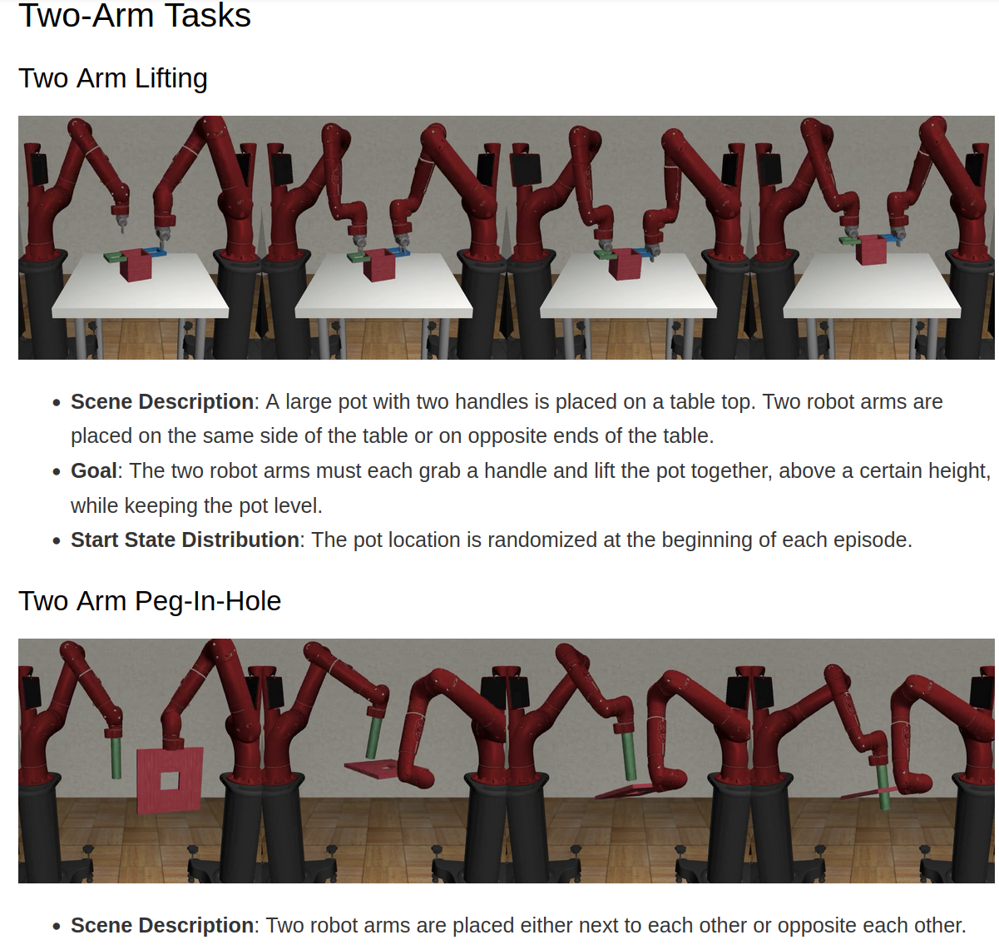 Two-Arm Tasks
Two Arm Lifting
• Scene Description: A large pot with two handles is placed on a table top. Two robot arms are
placed on the same side of the table or on opposite ends of the table.
• Goal: The two robot arms must each grab a handle and lift the pot together, above a certain height,
while keeping the pot level.
• Start State Distribution: The pot location is randomized at the beginning of each episode.
Two Arm Peg-In-Hole
• Scene Description: Two robot arms are placed either next to each other or opposite each other.